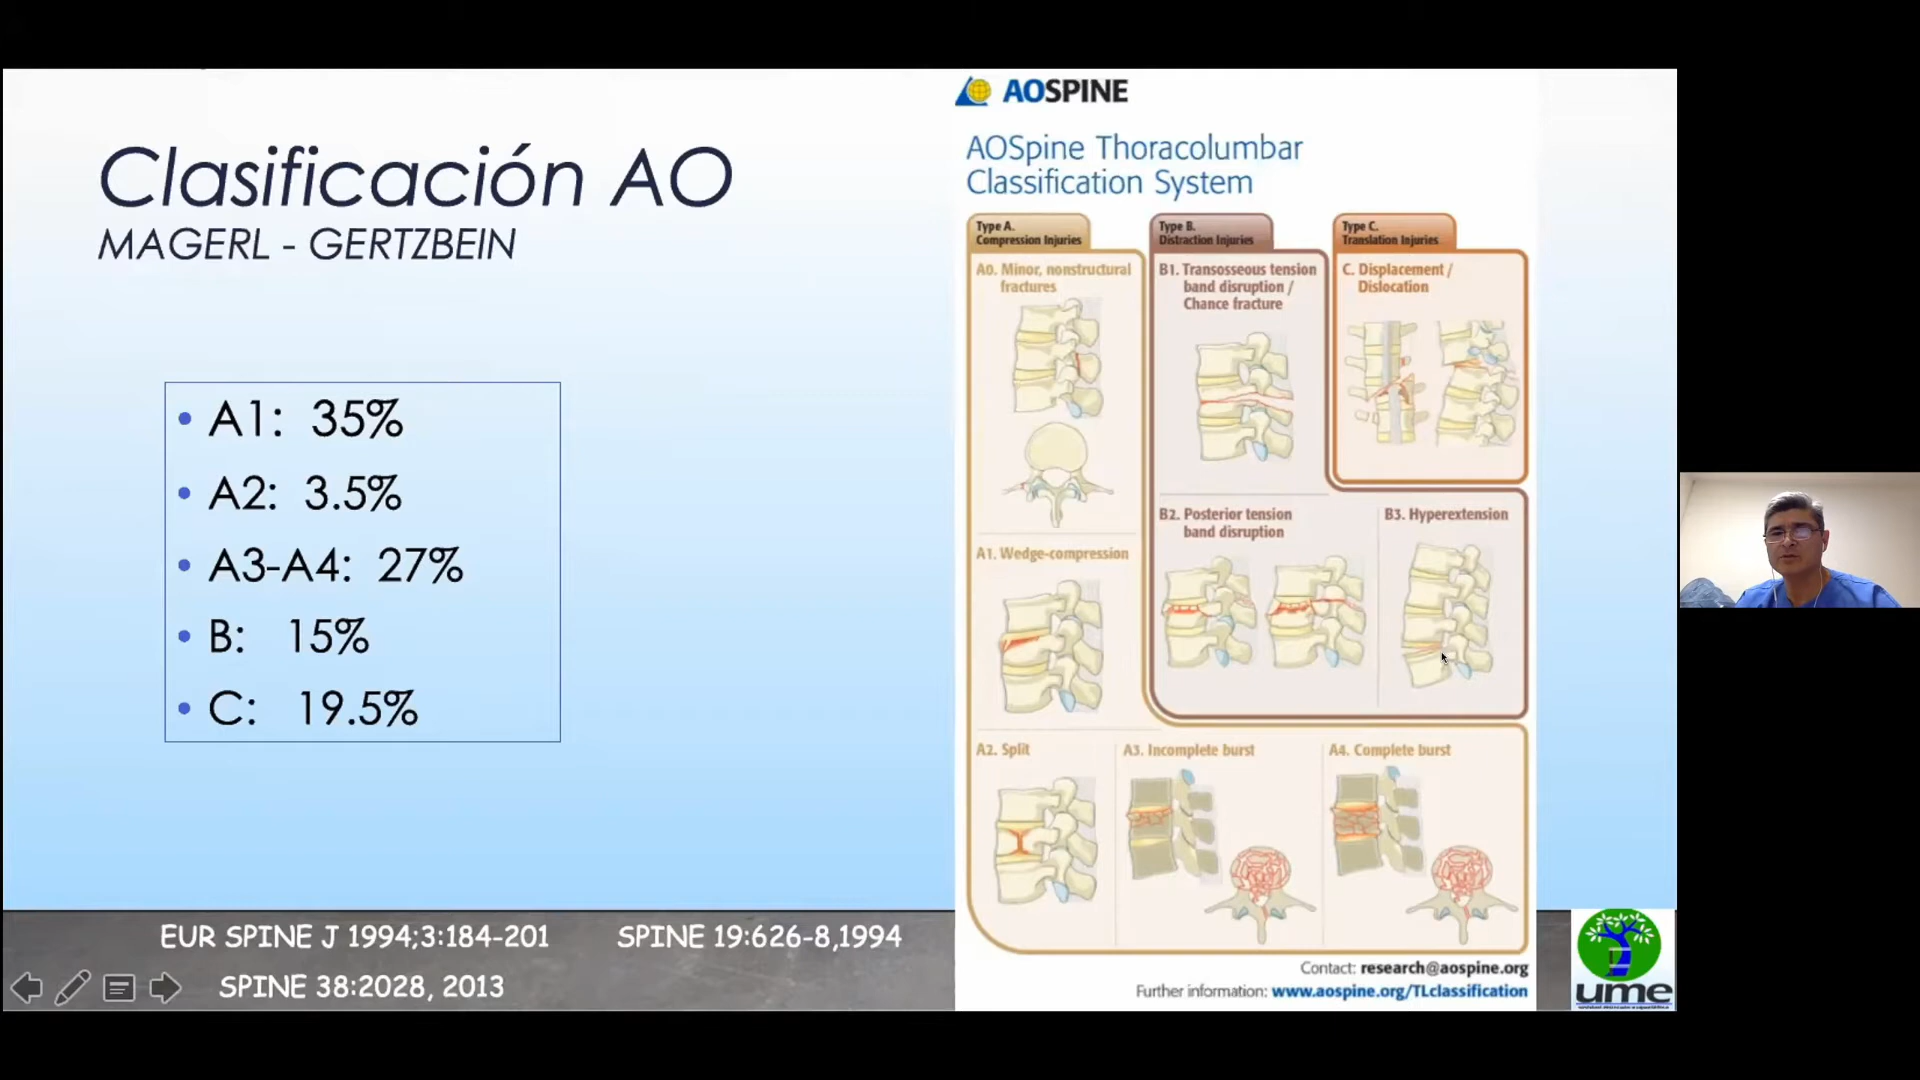 Clasificación AO
MAGERL - GERTZBEIN
• A1: 35%
• A2: 3.5%
• A3-A4: 27%
• B: 15%
• C: 19.5%
AOSPINE
AOSpine Thoracolumbar
Classification System
Type A.
Compression Injuries
Type B.
Distraction Injuries
Type C.
Translation Injuries
A0. Minor, nonstructural
fractures
B1. Transosseous tension
band disruption /
Chance fracture
C. Displacement /
Dislocation
B2. Posterior tension
band disruption
B3. Hyperextension
A1. Wedge-compression
A2. Split
A3. Incomplete burst
A4. Complete burst
Contact: research@aospine.org
Further information: www.aospine.org/TLclassification
EUR SPINE J 1994;3:184-201
SPINE 19:626-8,1994
SPINE 38:2028, 2013
ume